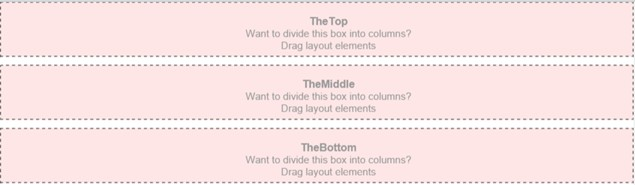 TheTop
Want to divide this box into columns?
Drag layout elements
TheMiddle
Want to divide this box into columns?
Drag layout elements
TheBottom
Want to divide this box into columns?
Drag layout elements